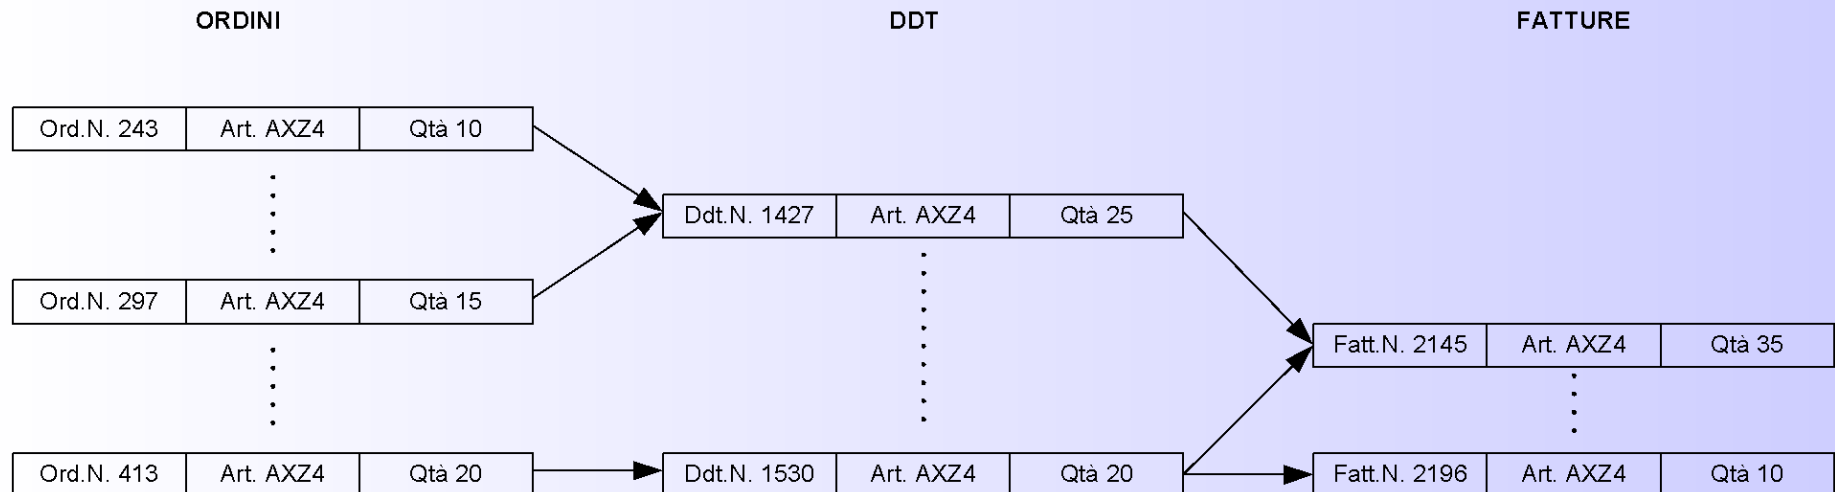 ORDINI DDT FATTURE
Ord.N. 243 Art. AXZ4 Qtà 10
Ddt.N. 1427 Art. AXZ4 Qtà 25
Ord.N. 297 Art. AXZ4 Qtà 15
Fatt.N. 2145 Art. AXZ4 Qtà 35
Ord.N. 413 Art. AXZ4 Qtà 20 Ddt.N. 1530 Art. AXZ4 Qtà 20 Fatt.N. 2196 Art. AXZ4 Qtà 10